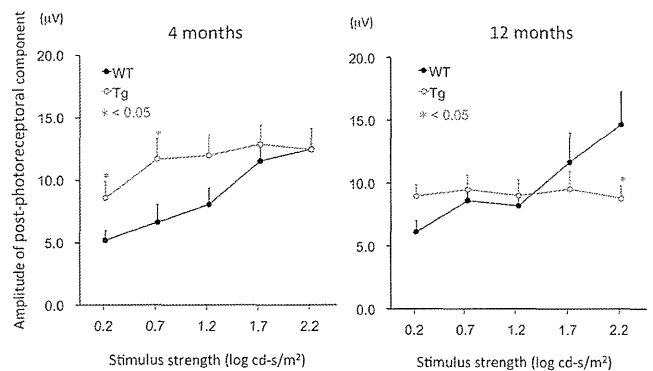 (μV)
4 months
20.0
15.0
10.0
5.0
0.0
WT
Tg
* < 0.05
*
*
0.2 0.7 1.2 1.7 2.2
Stimulus strength (log cd-s/m²)
Amplitude of post-photoreceptoral component
(μV)
12 months
20.0
15.0
10.0
5.0
0.0
WT
Tg
* < 0.05
*
0.2 0.7 1.2 1.7 2.2
Stimulus strength (log cd-s/m²)